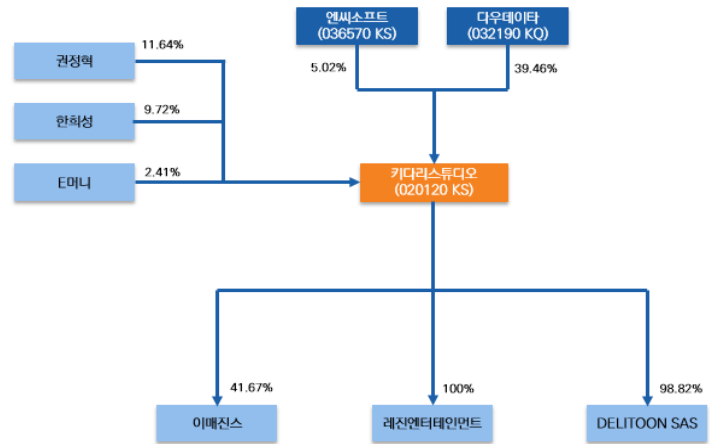 엔씨소프트
(036570 KS)
다우데이타
(032190 KQ)
권정혁
11.64%
5.02%
39.46%
한희성
9.72%
E머니
2.41%
키다리스튜디오
(020120 KS)
41.67%
100%
98.82%
이매진스
레진엔터테인먼트
DELITOON SAS